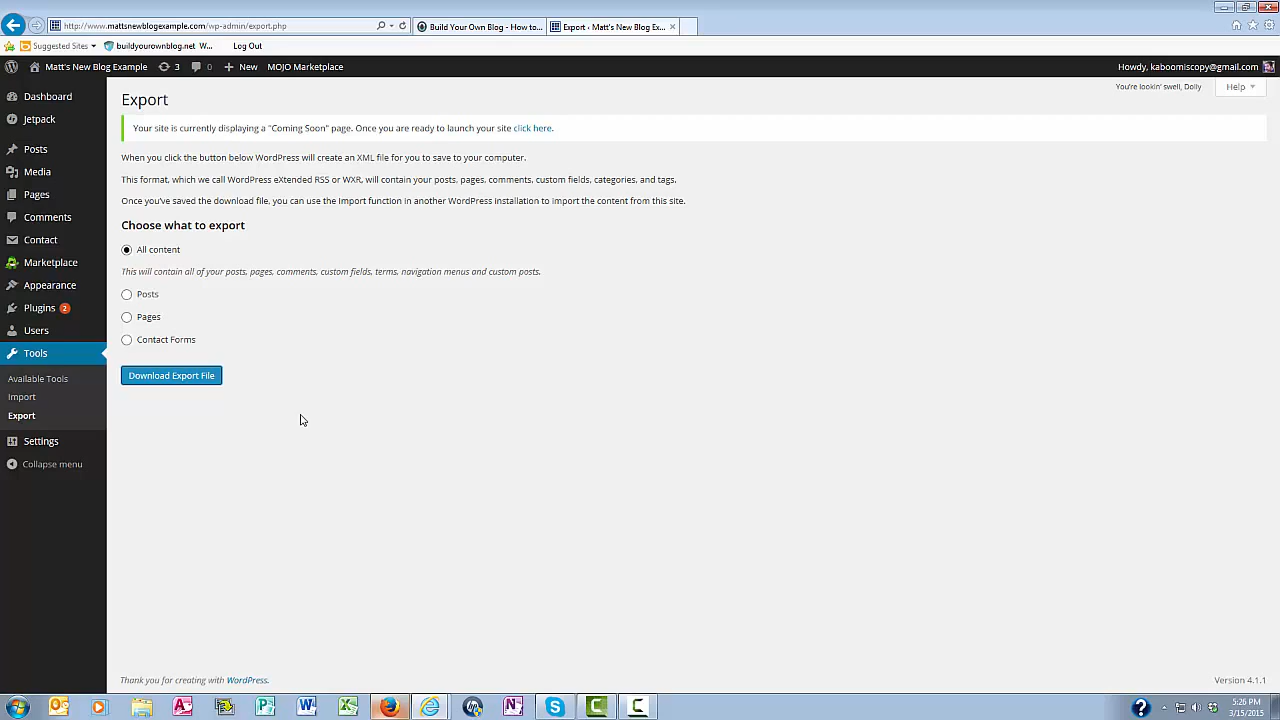 http://www.mattsnewblogexample.com/wp-admin/export.php
Build Your Own Blog - How to...
Export ‹ Matt's New Blog Ex...
Suggested Sites
buildyourownblog.net W...
Log Out
Matt's New Blog Example
3
0
New
MOJO Marketplace
Howdy, kaboomiscopy@gmail.com
You're lookin' swell, Dolly
Help
Dashboard
Jetpack
Posts
Media
Pages
Comments
Contact
Marketplace
Appearance
Plugins 2
Users
Tools
Available Tools
Import
Export
Settings
Collapse menu
Export
Your site is currently displaying a "Coming Soon" page. Once you are ready to launch your site click here.
When you click the button below WordPress will create an XML file for you to save to your computer.
This format, which we call WordPress eXtended RSS or WXR, will contain your posts, pages, comments, custom fields, categories, and tags.
Once you've saved the download file, you can use the Import function in another WordPress installation to import the content from this site.
Choose what to export
All content
This will contain all of your posts, pages, comments, custom fields, terms, navigation menus and custom posts.
Posts
Pages
Contact Forms
Download Export File
Thank you for creating with WordPress.
Version 4.1.1
5:26 PM
3/15/2015